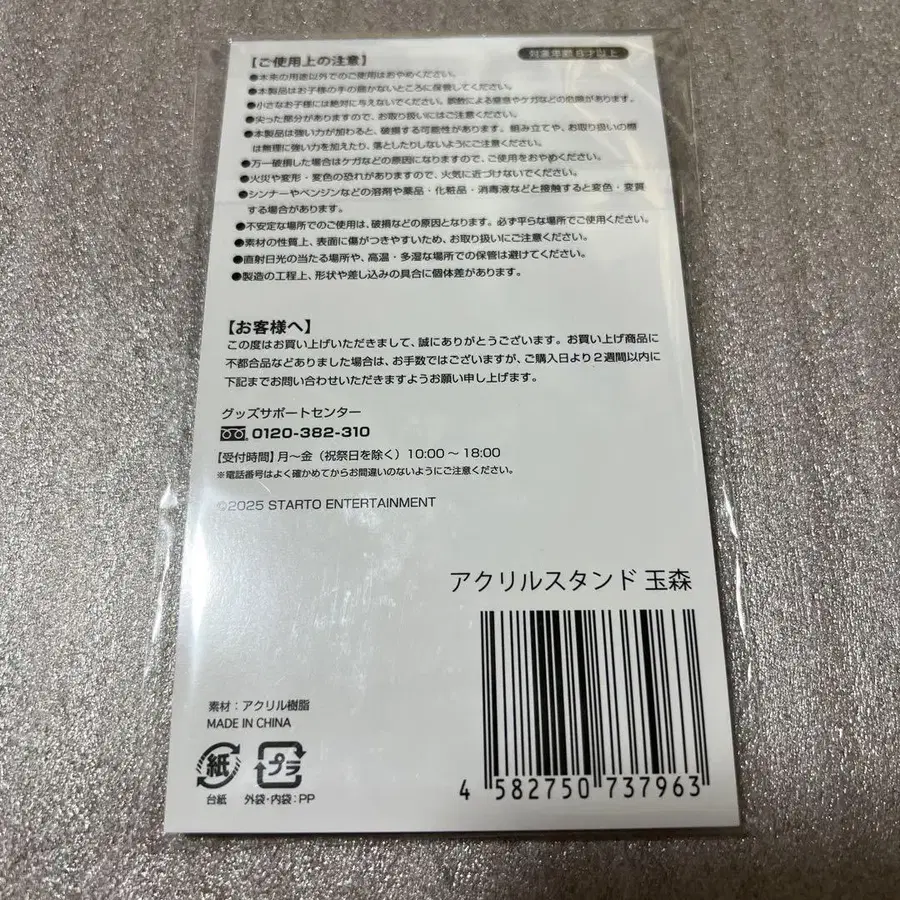 【ご使用上の注意】
対象年齢6才以上
●本来の用途以外でのご使用はおやめください。
●本製品はお子様の手の届かないところに保管してください。
●小さなお子様には絶対に与えないでください。誤飲による窒息やケガなどの危険があります。
●尖った部分がありますので、お取り扱いにはご注意ください。
●本製品は強い力が加わると、破損する可能性があります。組み立てや、お取り扱いの際
は無理に強い力を加えたり、落としたりしないようにご注意ください。
●万一破損した場合はケガなどの原因になりますので、ご使用をおやめください。
●火災や変形・変色の恐れがありますので、火気に近づけないでください。
●シンナーやベンジンなどの溶剤や薬品・化粧品・消毒液などと接触すると変色・変質
する場合があります。
●不安定な場所でのご使用は、破損などの原因となります。必ず平らな場所でご使用ください。
●素材の性質上、表面に傷がつきやすいため、お取り扱いにご注意ください。
●直射日光の当たる場所や、高温・多湿な場所での保管は避けてください。
●製造の工程上、形状や差し込みの具合に個体差があります。
【お客様へ】
この度はお買い上げいただきまして、誠にありがとうございます。お買い上げ商品に
不都合品などありました場合は、お手数ではございますが、ご購入日より2週間以内に
下記までお問い合わせいただきますようお願い申し上げます。
グッズサポートセンター
0120-382-310
【受付時間】月～金（祝祭日を除く）10:00～18:00
※電話番号はよく確かめてからお間違いのないようにご注意ください。
©2025 STARTO ENTERTAINMENT
アクリルスタンド 玉森
素材：アクリル樹脂
MADE IN CHINA
紙
プラ
台紙
外袋・内袋：PP
4 582750 737963